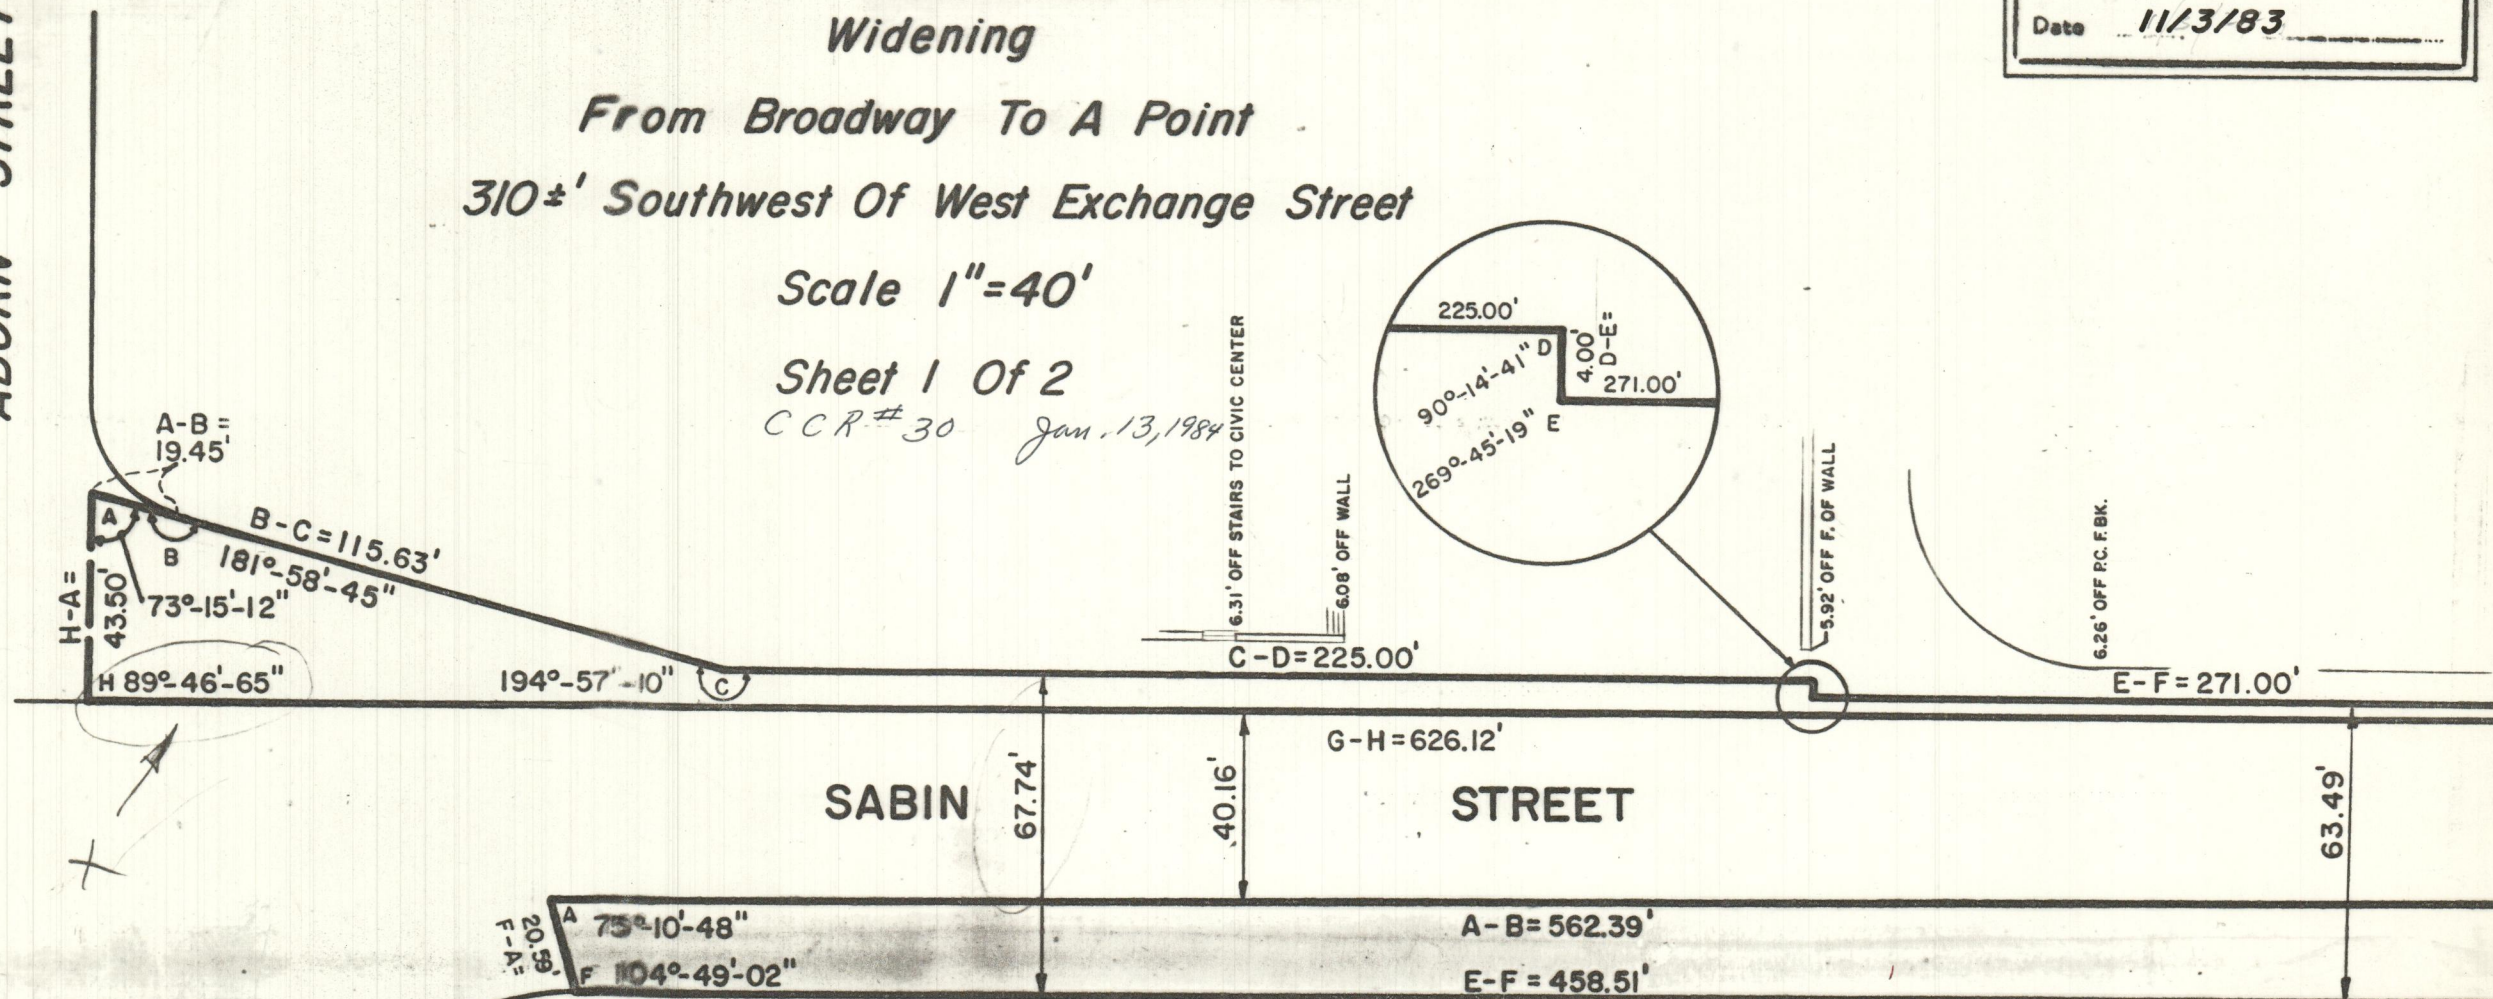 Widening
From Broadway To A Point
310±' Southwest Of West Exchange Street
Scale 1"=40'
Sheet 1 Of 2
CCR # 30 Jan. 13, 1984
Date 11/3/83
STREET
A-B =
19.45'
A
B
B-C=115.63'
181°-58'-45"
73°-15'-12"
H-A=
43.50'
H 89°-46'-65"
194°-57'-10"
C
6.31' OFF STAIRS TO CIVIC CENTER
6.08' OFF WALL
C-D=225.00'
225.00'
D
4.00'
D-E=
271.00'
90°-14'-41"
E
269°-45'-19"
5.92' OFF F. OF WALL
6.26' OFF P.C. F. BK.
E-F=271.00'
G-H=626.12'
SABIN STREET
67.74'
40.16'
63.49'
A 75°-10'-48"
A-B=562.39'
20.59'
F-A=
F 104°-49'-02"
E-F=458.51'